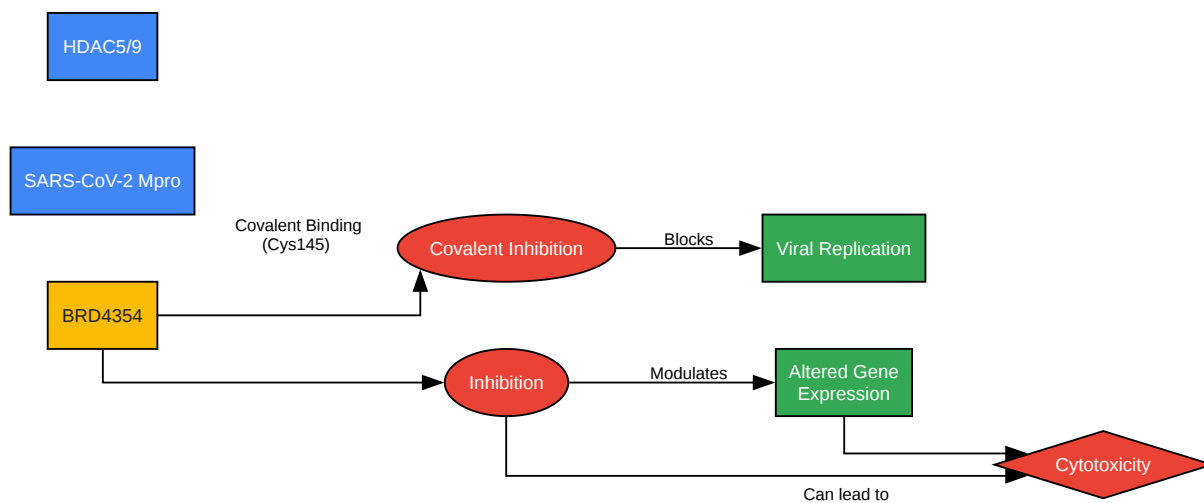 HDAC5/9
SARS-CoV-2 Mpro
Covalent Binding
(Cys145)
Covalent Inhibition
Blocks
Viral Replication
BRD4354
Inhibition
Modulates
Altered Gene
Expression
Cytotoxicity
Can lead to